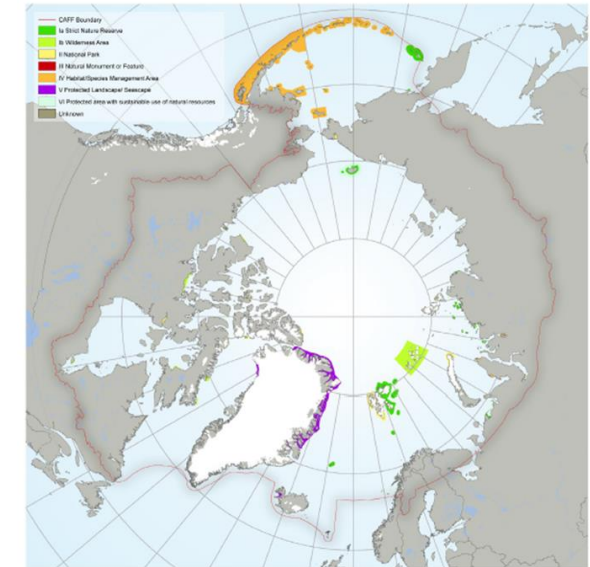 CAFF Boundary
Ia Strict Nature Reserve
Ib Wilderness Area
II National Park
III Natural Monument or Feature
IV Habitat/Species Management Area
V Protected Landscape/ Seascape
VI Protected area with sustainable use of natural resources
Unknown